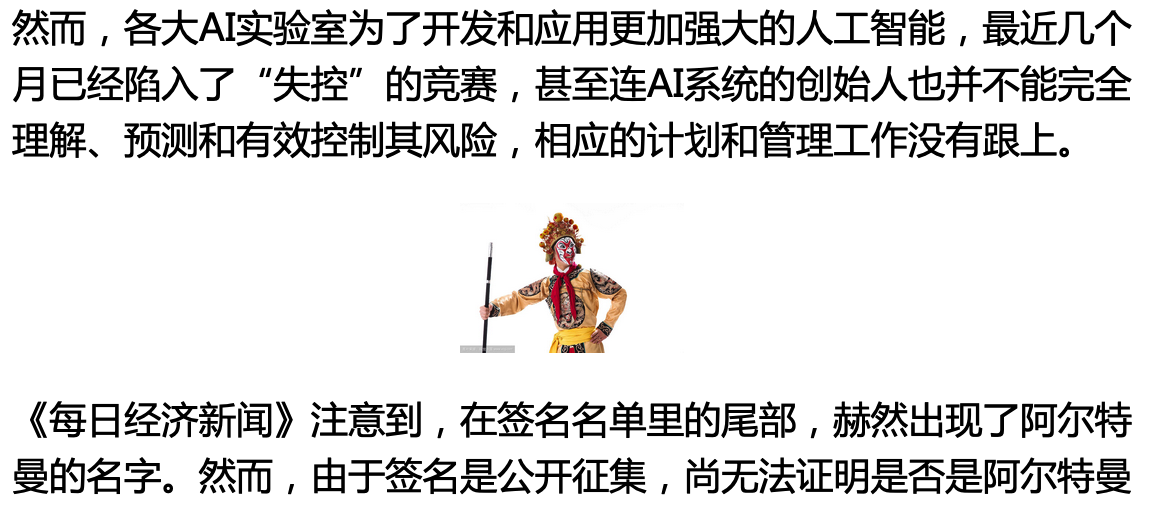 然而，各大AI实验室为了开发和应用更加强大的人工智能，最近几个
月已经陷入了“失控”的竞赛，甚至连AI系统的创始人也并不能完全
理解、预测和有效控制其风险，相应的计划和管理工作没有跟上。
《每日经济新闻》注意到，在签名名单里的尾部，赫然出现了阿尔特
曼的名字。然而，由于签名是公开征集，尚无法证明是否是阿尔特曼